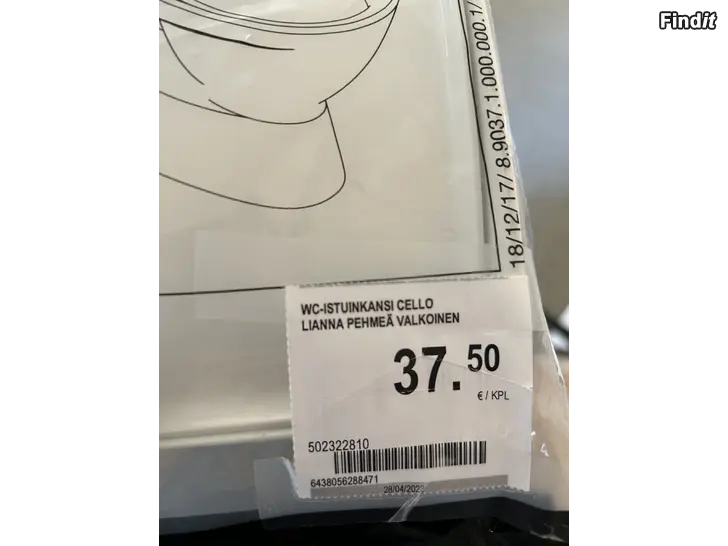 Findit
18/12/17/ 8.9037.1.000.000.1/
WC-ISTUINKANSI CELLO
LIANNA PEHMEÄ VALKOINEN
37.50
€ / KPL
502322810
6438056288471